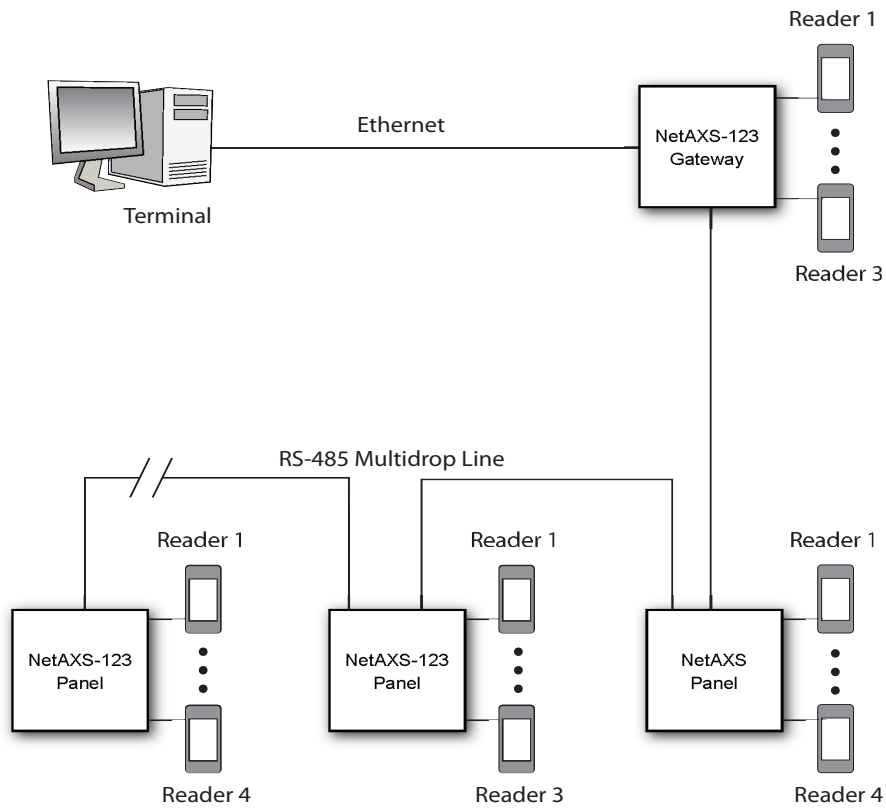 Reader 1
Ethernet
NetAXS-123
Gateway
Terminal
Reader 3
RS-485 Multidrop Line
Reader 1
Reader 1
Reader 1
NetAXS-123
Panel
NetAXS-123
Panel
NetAXS
Panel
Reader 4
Reader 3
Reader 4